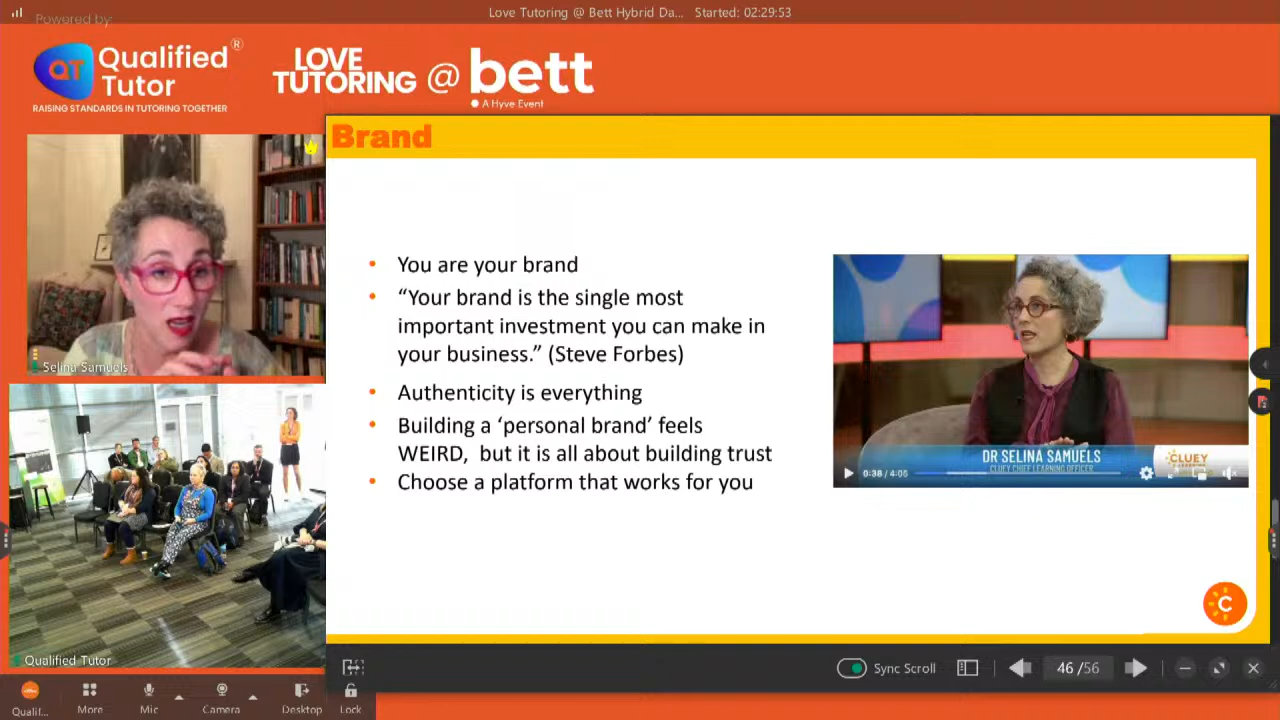 Love Tutoring @ Bett Hybrid Da... Started: 02:29:53
Powered by:
QT Qualified Tutor®
RAISING STANDARDS IN TUTORING TOGETHER
LOVE TUTORING @ bett
A Hyve Event
Brand
• You are your brand
• “Your brand is the single most
important investment you can make in
your business.” (Steve Forbes)
• Authenticity is everything
• Building a ‘personal brand’ feels
WEIRD, but it is all about building trust
• Choose a platform that works for you
DR SELINA SAMUELS
CLUEY CHIEF LEARNING OFFICER
CLUEY
0:38 / 4:05
Selina Samuels
Qualified Tutor
C
Sync Scroll
46 /56
Qualif...
More
Mic
Camera
Desktop
Lock